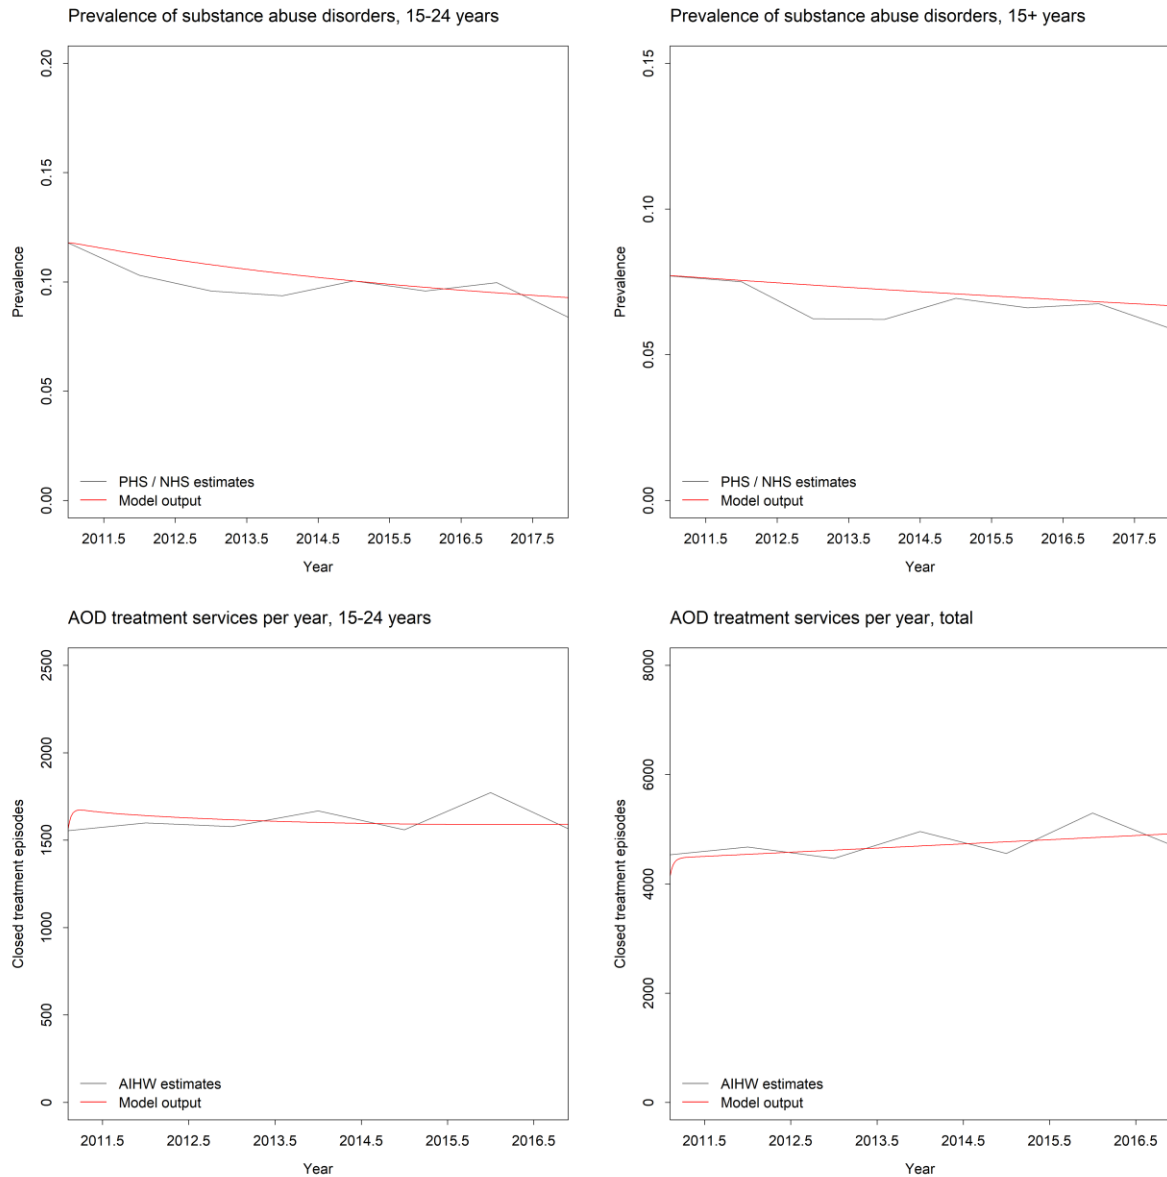 Prevalence of substance abuse disorders, 15-24 years
0.20
0.15
0.10
0.05
0.00
Prevalence
PHS / NHS estimates
Model output
2011.5 2012.5 2013.5 2014.5 2015.5 2016.5 2017.5
Year
Prevalence of substance abuse disorders, 15+ years
0.15
0.10
0.05
0.00
Prevalence
PHS / NHS estimates
Model output
2011.5 2012.5 2013.5 2014.5 2015.5 2016.5 2017.5
Year
AOD treatment services per year, 15-24 years
2500
2000
1500
1000
500
0
Closed treatment episodes
AIHW estimates
Model output
2011.5 2012.5 2013.5 2014.5 2015.5 2016.5
Year
AOD treatment services per year, total
8000
6000
4000
2000
0
Closed treatment episodes
AIHW estimates
Model output
2011.5 2012.5 2013.5 2014.5 2015.5 2016.5
Year